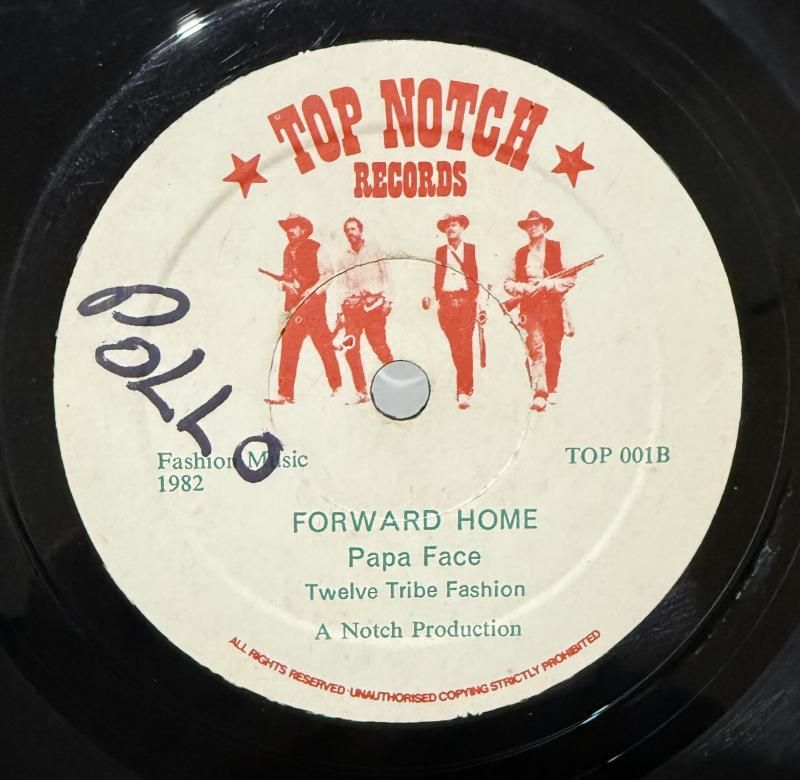 TOP NOTCH
RECORDS
POLLO
Fashion Music
1982
TOP 001B
FORWARD HOME
Papa Face
Twelve Tribe Fashion
A Notch Production
ALL RIGHTS RESERVED · UNAUTHORISED COPYING STRICTLY PROHIBITED